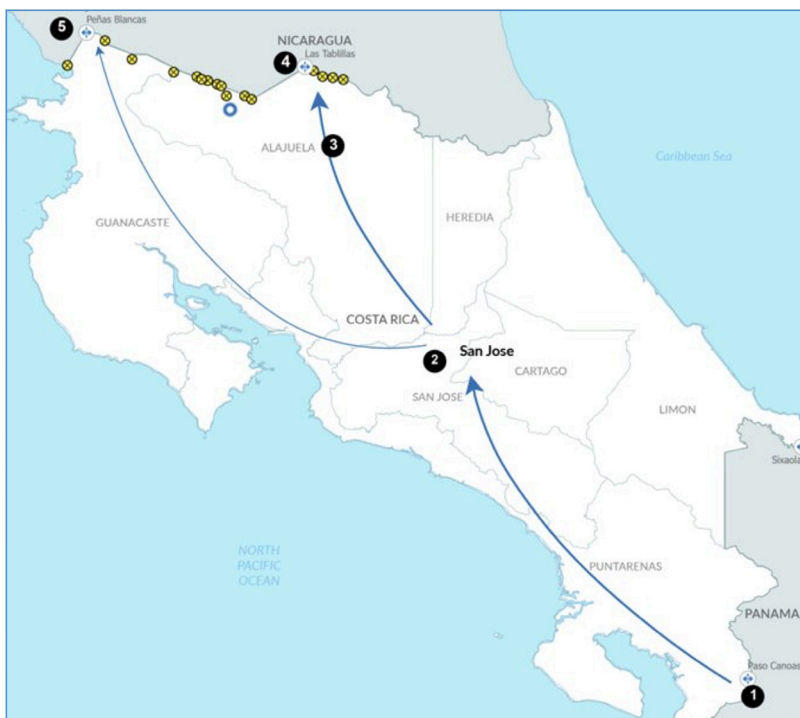 5
Peñas Blancas
NICARAGUA
Las Tablillas
4
3
ALAJUELA
Caribbean Sea
GUANACASTE
HEREDIA
COSTA RICA
2
San Jose
CARTAGO
SAN JOSE
LIMON
Sixaola
NORTH
PACIFIC
OCEAN
PUNTARENAS
PANAMA
Paso Canoas
1